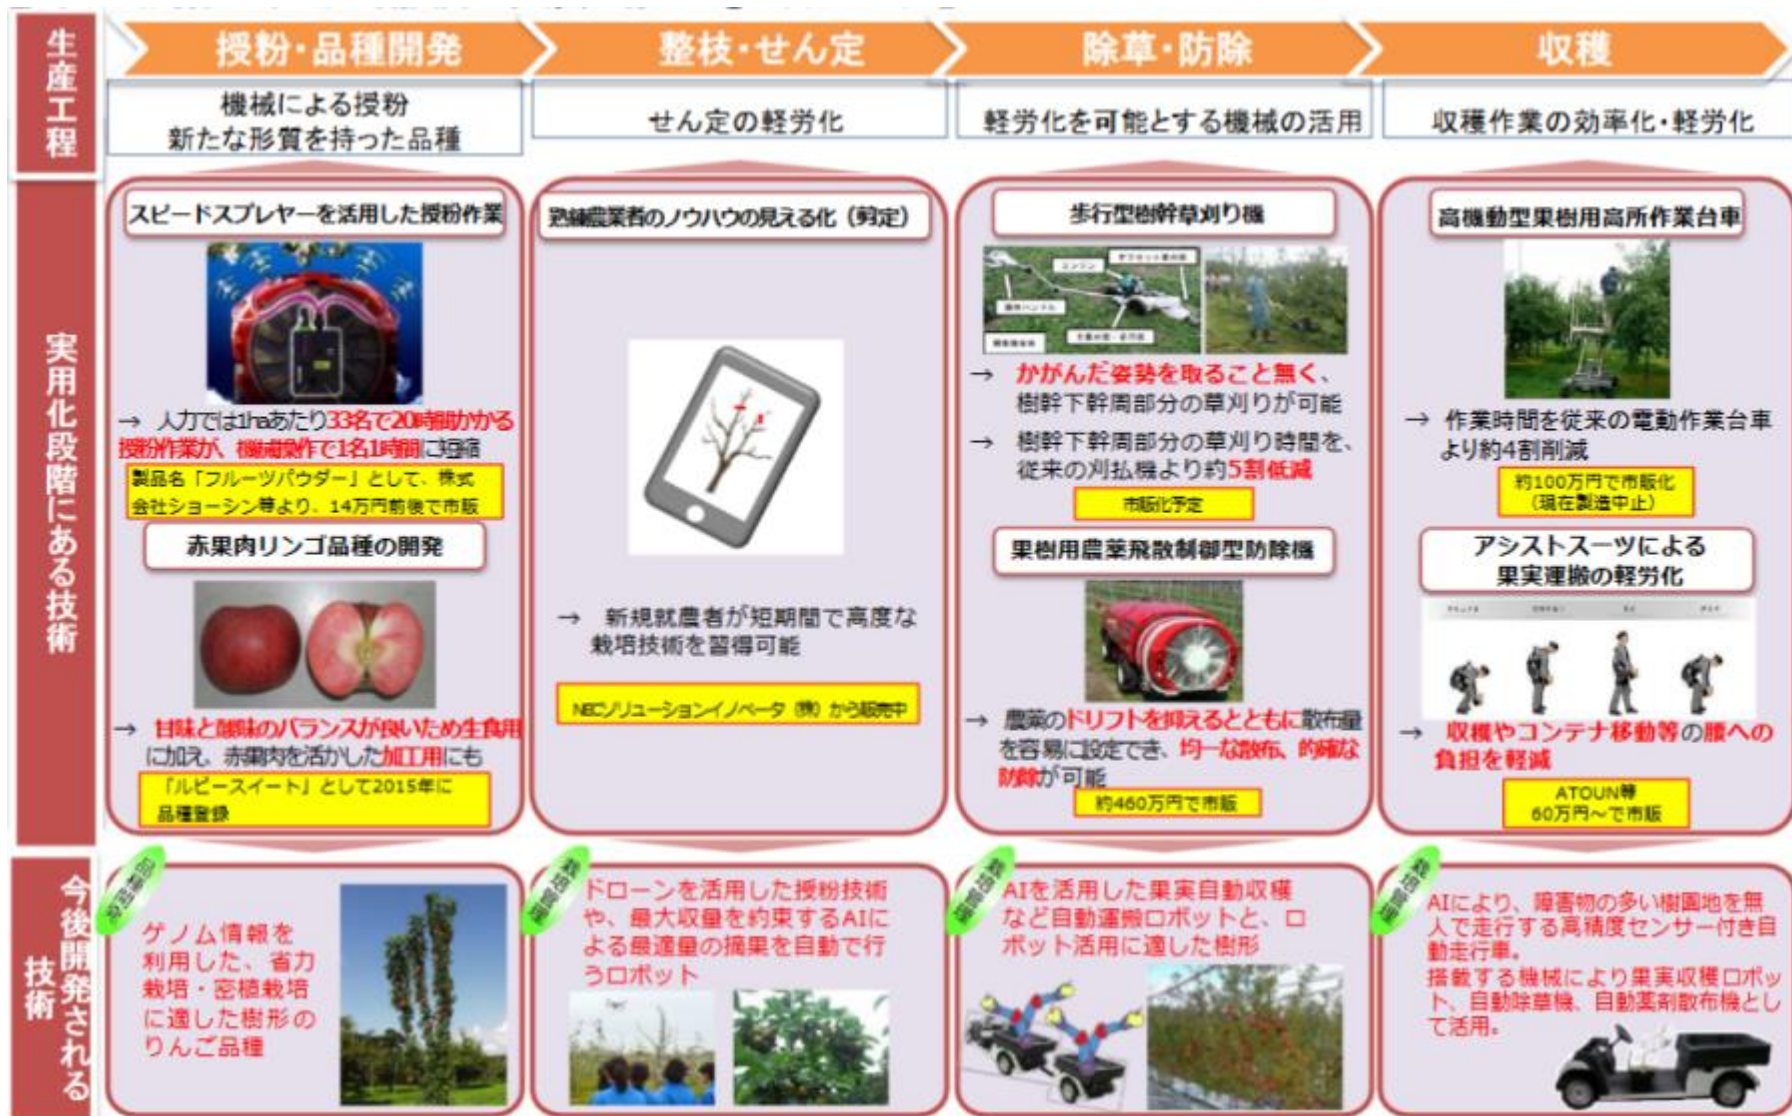 生産工程
授粉・品種開発
整枝・せん定
除草・防除
収穫
機械による授粉
新たな形質を持った品種
せん定の軽労化
軽労化を可能とする機械の活用
収穫作業の効率化・軽労化
実用化段階にある技術
スピードスプレヤーを活用した授粉作業
→ 人力では1haあたり33名で20時間かかる
授粉作業が、機械操作で1名1時間に短縮
製品名「フルーツパウダー」として、株式
会社ショーシン等より、14万円前後で市販
赤果肉リンゴ品種の開発
→ 甘味と酸味のバランスが良いため生食用
に加え、赤果肉を活かした加工用にも
「ルビースイート」として2015年に
品種登録
熟練農業者のノウハウの見える化（剪定）
→ 新規就農者が短期間で高度な
栽培技術を習得可能
NECソリューションイノベータ（株）から販売中
歩行型樹幹草刈り機
エンジン
→ かがんだ姿勢を取ること無く、
樹幹下幹周部分の草刈りが可能
→ 樹幹下幹周部分の草刈り時間を、
従来の刈払機より約5割低減
市販化予定
果樹用農薬飛散制御型防除機
→ 農薬のドリフトを抑えるとともに散布量
を容易に設定でき、均一な散布、的確な
防除が可能
約460万円で市販
高機動型果樹用高所作業台車
→ 作業時間を従来の電動作業台車
より約4割削減
約100万円で市販化
（現在製造中止）
アシストスーツによる
果実運搬の軽労化
→ 収穫やコンテナ移動等の腰への
負担を軽減
ATOUN等
60万円～で市販
今後開発される技術
品種開発
ゲノム情報を
利用した、省力
栽培・密植栽培
に適した樹形の
りんご品種
栽培管理
ドローンを活用した授粉技術
や、最大収量を約束するAIに
よる最適量の摘果を自動で行
うロボット
栽培管理
AIを活用した果実自動収穫
など自動運搬ロボットと、ロ
ボット活用に適した樹形
栽培管理
AIにより、障害物の多い樹園地を無
人で走行する高精度センサー付き自
動走行車。
搭載する機械により果実収穫ロボッ
ト、自動除草機、自動薬剤散布機とし
て活用。